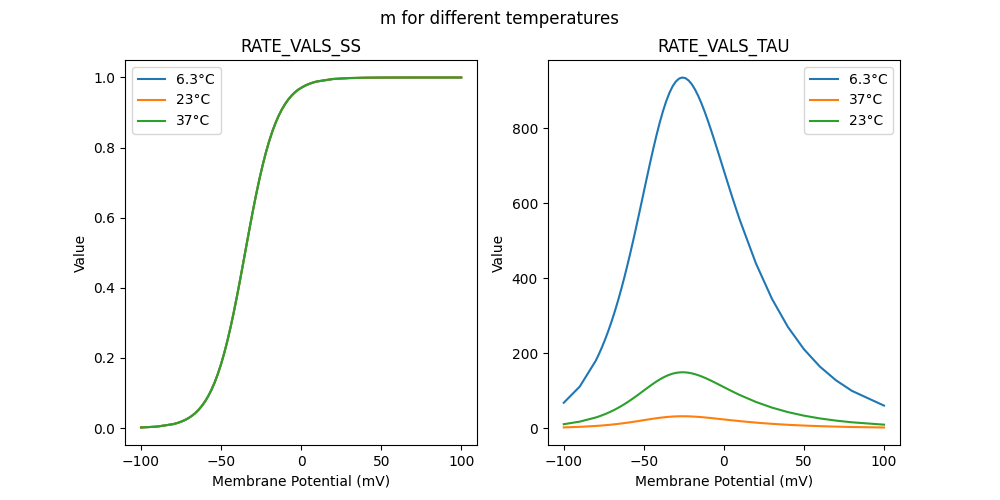 m for different temperatures
RATE_VALS_SS
6.3°C
23°C
37°C
1.0
0.8
0.6
0.4
0.2
0.0
Value
−100
−50
0
50
100
Membrane Potential (mV)
RATE_VALS_TAU
6.3°C
37°C
23°C
800
600
400
200
0
Value
−100
−50
0
50
100
Membrane Potential (mV)